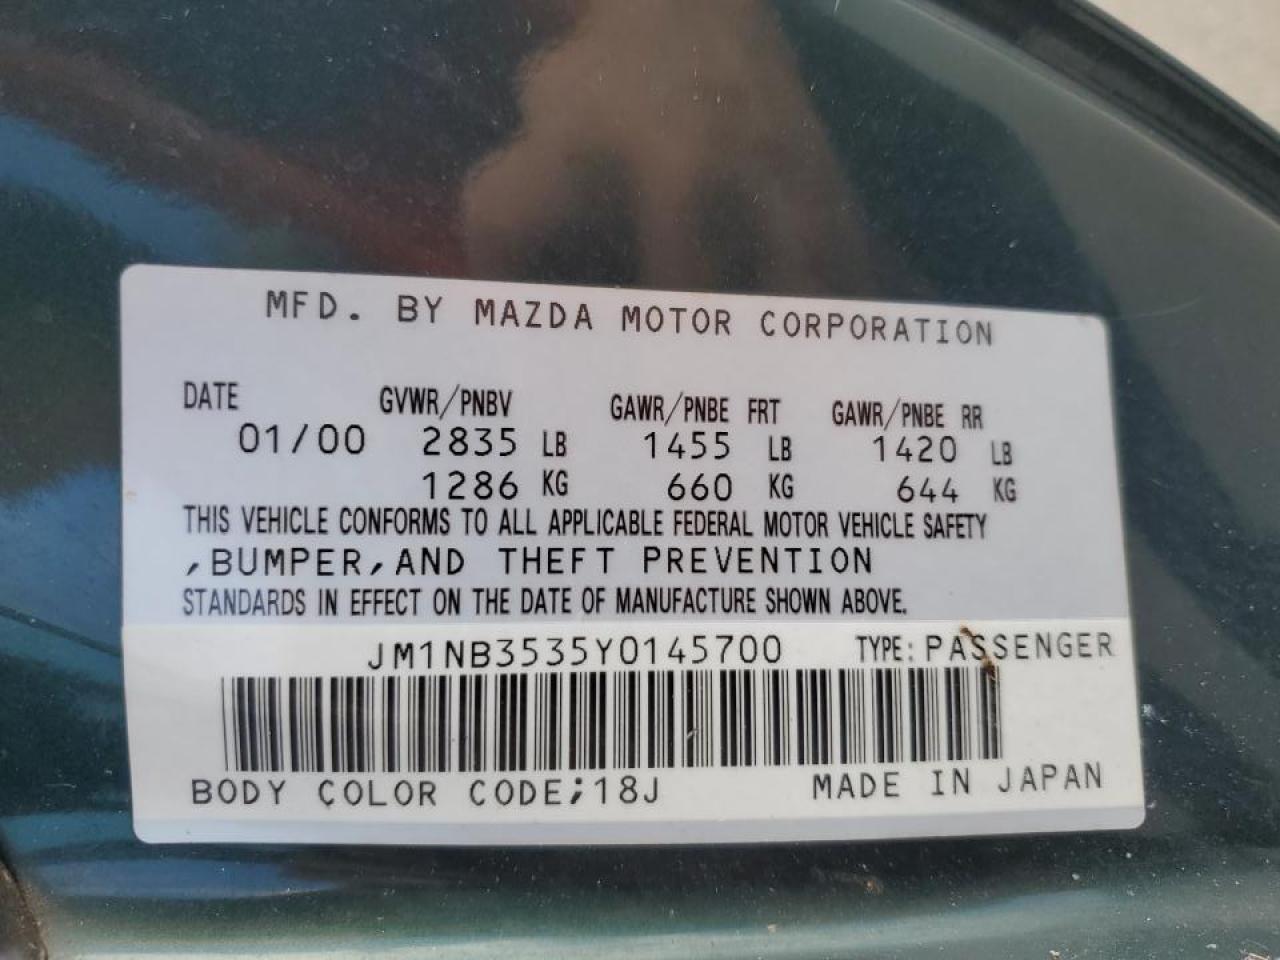 MFD. BY MAZDA MOTOR CORPORATION
DATE GVWR/PNBV GAWR/PNBE FRT GAWR/PNBE RR
01/00 2835 LB 1455 LB 1420 LB
1286 KG 660 KG 644 KG
THIS VEHICLE CONFORMS TO ALL APPLICABLE FEDERAL MOTOR VEHICLE SAFETY
,BUMPER,AND THEFT PREVENTION
STANDARDS IN EFFECT ON THE DATE OF MANUFACTURE SHOWN ABOVE.
JM1NB3535Y0145700 TYPE: PASSENGER
BODY COLOR CODE;18J MADE IN JAPAN